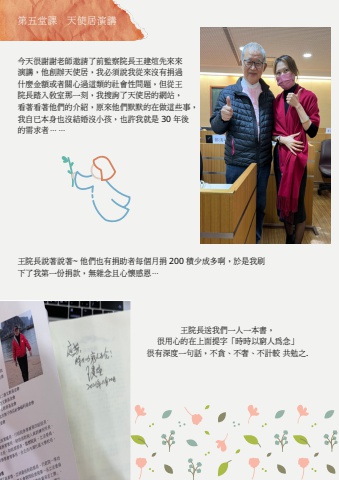 第五堂課　天使居演講
今天很謝謝老師邀請了前監察院長王建煊先來來
演講，他創辦天使居，我必須說我從來沒有捐過
什麼金額或者關心過這類的社會性問題，但從王
院長踏入教室那一刻，我搜詢了天使居的網站，
看著看著他們的介紹，原來他們默默的在做這些事，
我自己本身也沒結婚沒小孩，也許我就是 30 年後
的需求者⋯⋯
王院長說著說著~ 他們也有捐助者每個月捐 200 積少成多啊，於是我刷
下了我第一份捐款，無雜念且心懷感恩⋯
王院長送我們一人一本書，
很用心的在上面提字「時時以窮人為念」
很有深度一句話，不貪、不奢、不計較 共勉之.